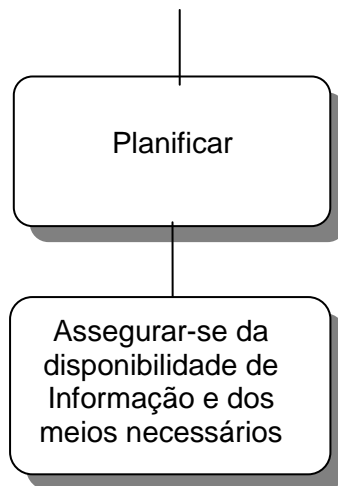 Planificar
Assegurar-se da
disponibilidade de
Informação e dos
meios necessários